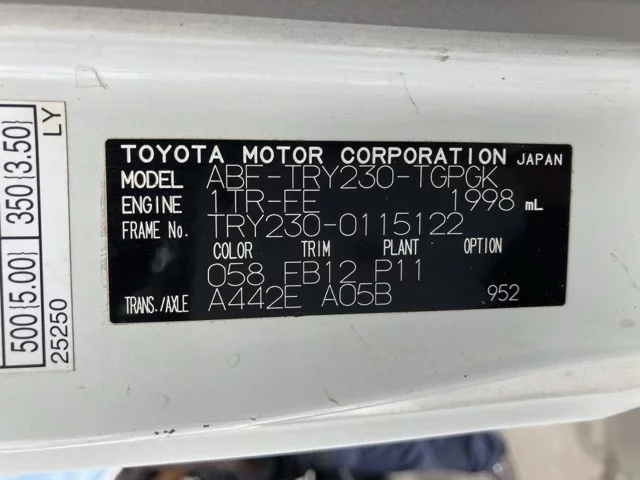 TOYOTA MOTOR CORPORATION JAPAN
MODEL ABF-TRY230-TGPGK
ENGINE 1TR-FE 1998 mL
FRAME No. TRY230-0115122
COLOR TRIM PLANT OPTION
058 FB12 P11
TRANS./AXLE A442E A05B 952
500(5.00) 350(3.50)
25250 LY